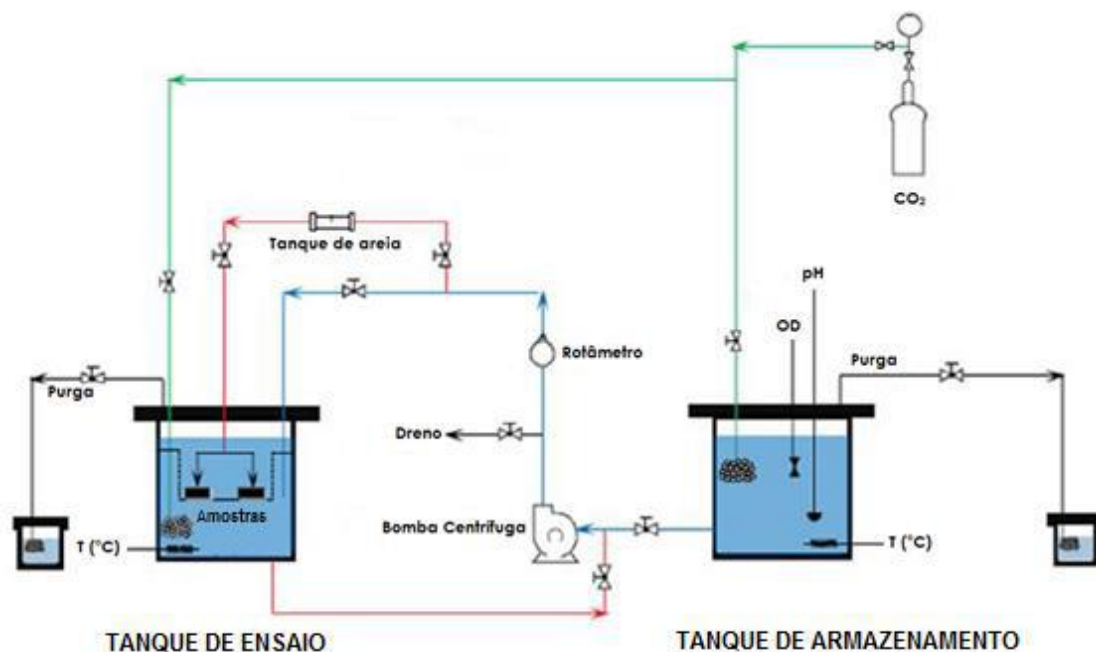 CO₂
Tanque de areia
pH
OD
Rotâmetro
Purga
Purga
Dreno
Amostras
Bomba Centrífuga
T (°C)
T (°C)
TANQUE DE ENSAIO
TANQUE DE ARMAZENAMENTO